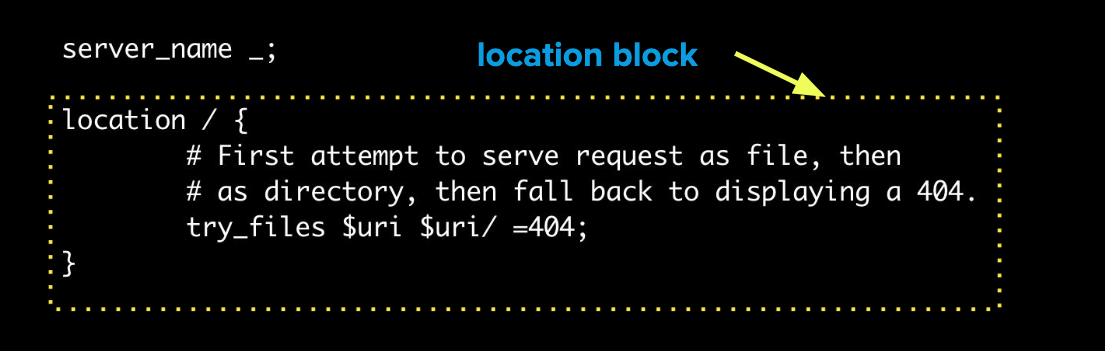 server_name _;
location block
location / {
# First attempt to serve request as file, then
# as directory, then fall back to displaying a 404.
try_files $uri $uri/ =404;
}